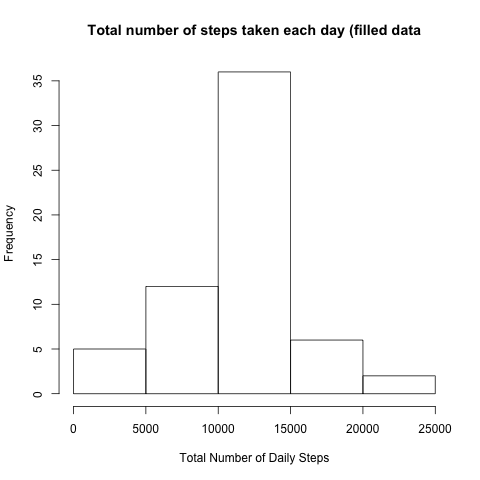 Total number of steps taken each day (filled data
Frequency
35
30
25
20
15
10
5
0
0 5000 10000 15000 20000 25000
Total Number of Daily Steps